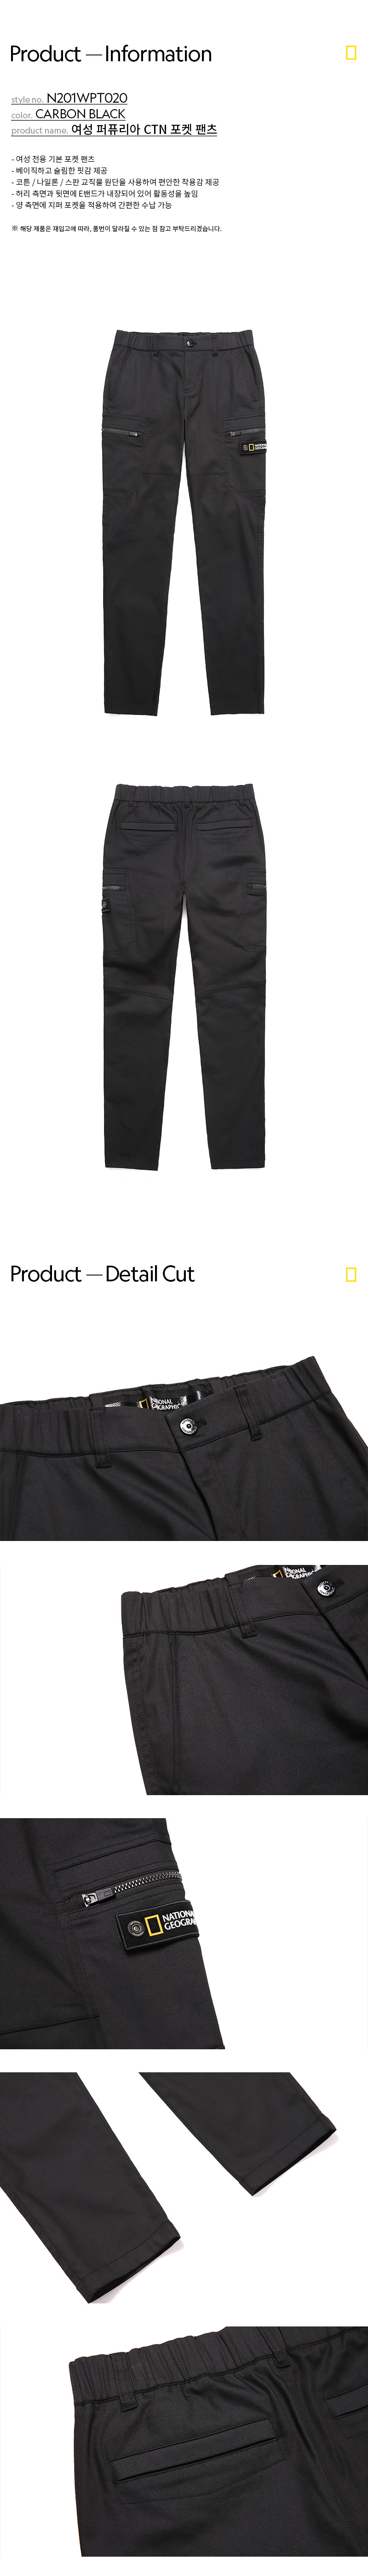 Product — Information
style no. N201WPT020
color. CARBON BLACK
product name. 여성 퍼퓨리아 CTN 포켓 팬츠
- 여성 전용 기본 포켓 팬츠
- 베이직하고 슬림한 핏감 제공
- 코튼 / 나일론 / 스판 교직물 원단을 사용하여 편안한 착용감 제공
- 허리 측면과 뒷면에 E밴드가 내장되어 있어 활동성을 높임
- 양 측면에 지퍼 포켓을 적용하여 간편한 수납 가능
※ 해당 제품은 재입고에 따라, 품번이 달라질 수 있는 점 참고 부탁드리겠습니다.
NATIONAL
GEOGRAPHIC
Product — Detail Cut